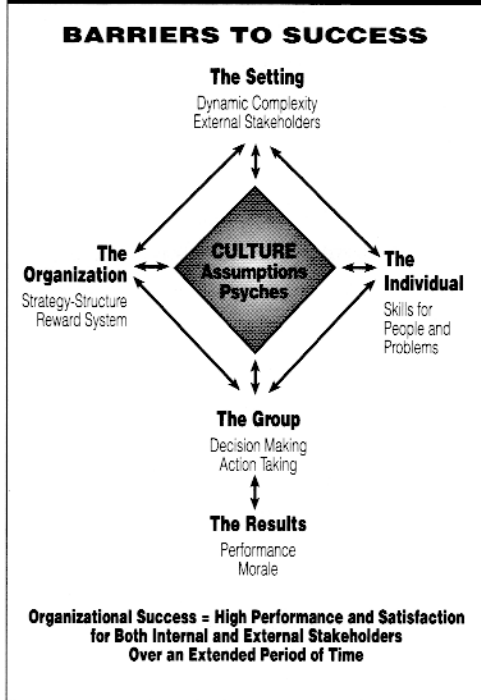 BARRIERS TO SUCCESS
The Setting
Dynamic Complexity
External Stakeholders
The
Organization
Strategy-Structure
Reward System
CULTURE
Assumptions
Psyches
The
Individual
Skills for
People and
Problems
The Group
Decision Making
Action Taking
The Results
Performance
Morale
Organizational Success = High Performance and Satisfaction
for Both Internal and External Stakeholders
Over an Extended Period of Time